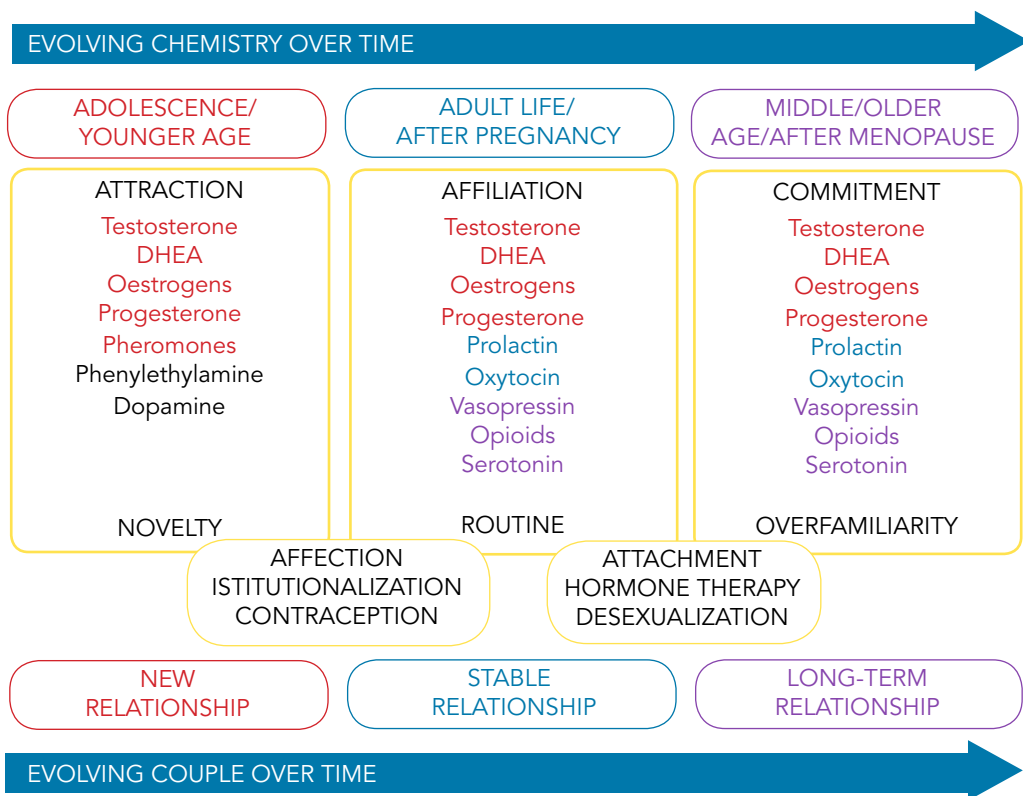 EVOLVING CHEMISTRY OVER TIME
ADOLESCENCE/
YOUNGER AGE
ADULT LIFE/
AFTER PREGNANCY
MIDDLE/OLDER
AGE/AFTER MENOPAUSE
ATTRACTION
Testosterone
DHEA
Oestrogens
Progesterone
Pheromones
Phenylethylamine
Dopamine
NOVELTY
AFFILIATION
Testosterone
DHEA
Oestrogens
Progesterone
Prolactin
Oxytocin
Vasopressin
Opioids
Serotonin
ROUTINE
COMMITMENT
Testosterone
DHEA
Oestrogens
Progesterone
Prolactin
Oxytocin
Vasopressin
Opioids
Serotonin
OVERFAMILIARITY
AFFECTION
ISTITUTIONALIZATION
CONTRACEPTION
ATTACHMENT
HORMONE THERAPY
DESEXUALIZATION
NEW
RELATIONSHIP
STABLE
RELATIONSHIP
LONG-TERM
RELATIONSHIP
EVOLVING COUPLE OVER TIME